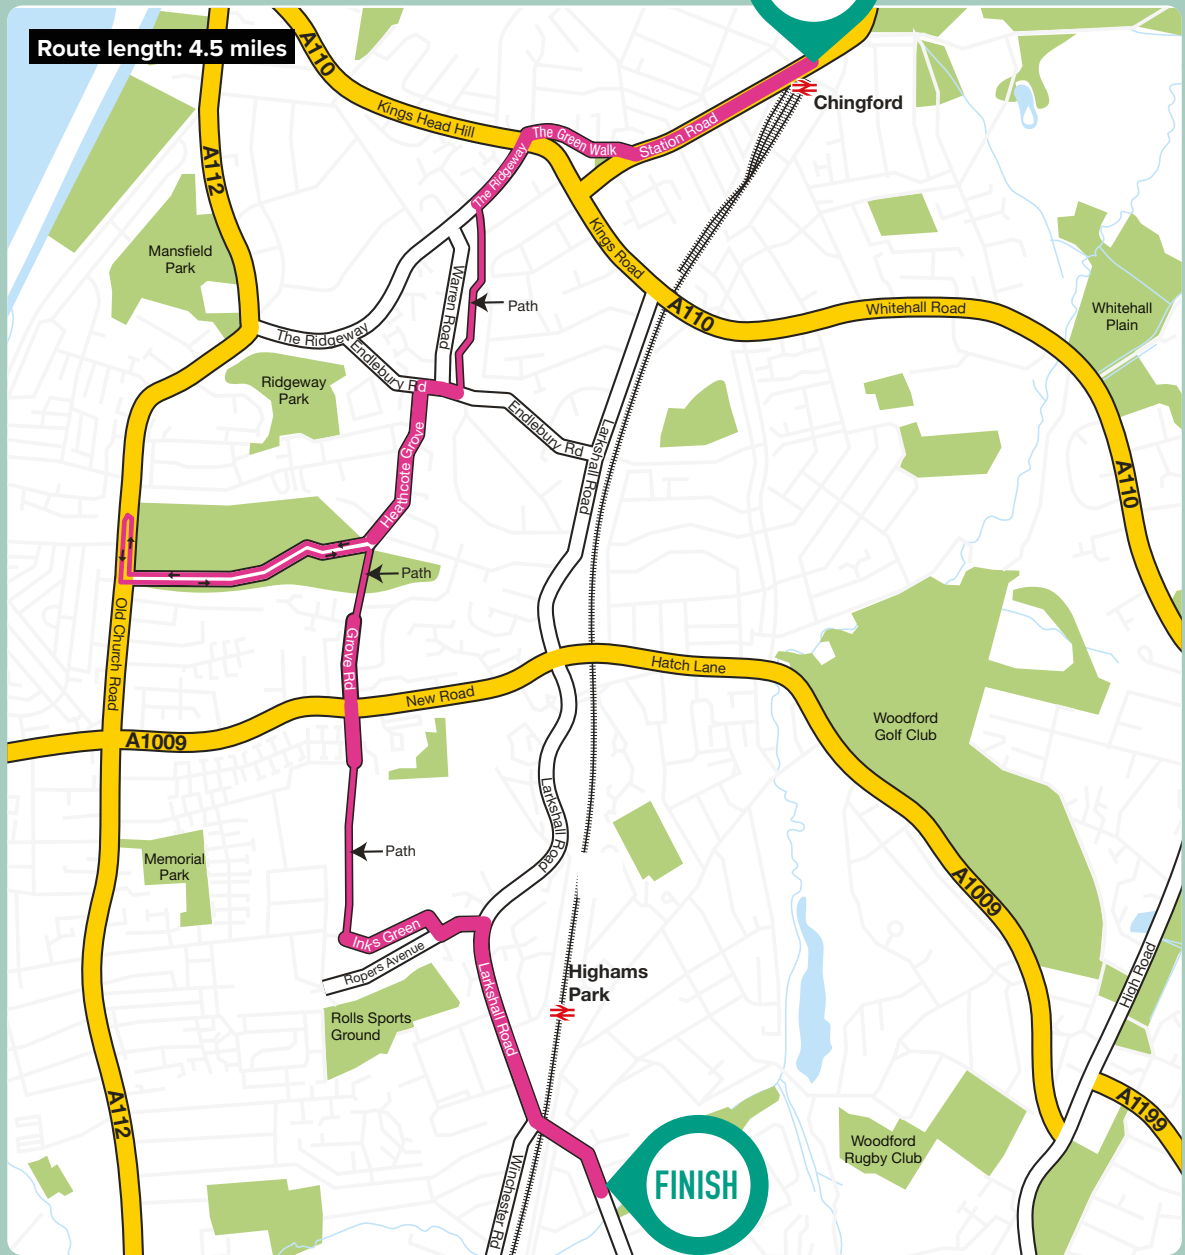 Route length: 4.5 miles
A110
Kings Head Hill
The Green Walk
Station Road
Chingford
A112
The Ridgeway
Mansfield
Park
Kings Road
Warren Road
Path
A110
Whitehall Road
Whitehall
Plain
The Ridgeway
Endlebury Rd
Ridgeway
Park
Endlebury Rd
Heathcote Grove
Larkshall Road
A110
Path
Old Church Road
Grove Rd
New Road
Hatch Lane
A1009
Woodford
Golf Club
Larkshall Road
Memorial
Park
Path
A1009
Inks Green
Ropers Avenue
High Road
Larkshall Road
Highams
Park
Rolls Sports
Ground
A112
A1199
Woodford
Rugby Club
Winchester Rd
FINISH